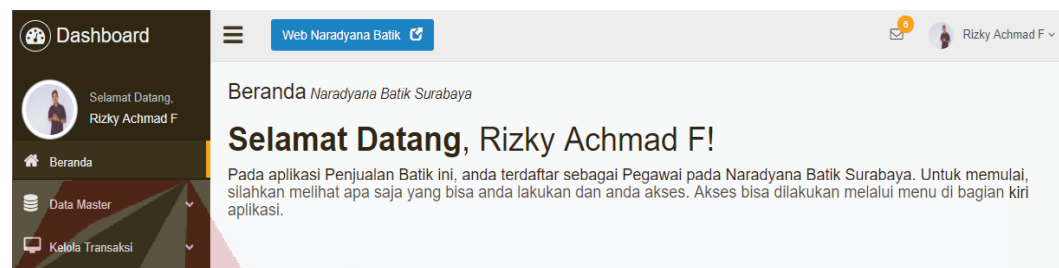 Dashboard
Web Naradyana Batik
6
Rizky Achmad F
Selamat Datang,
Rizky Achmad F
Beranda
Data Master
Kelola Transaksi
Beranda Naradyana Batik Surabaya
Selamat Datang, Rizky Achmad F!
Pada aplikasi Penjualan Batik ini, anda terdaftar sebagai Pegawai pada Naradyana Batik Surabaya. Untuk memulai,
silahkan melihat apa saja yang bisa anda lakukan dan anda akses. Akses bisa dilakukan melalui menu di bagian kiri
aplikasi.